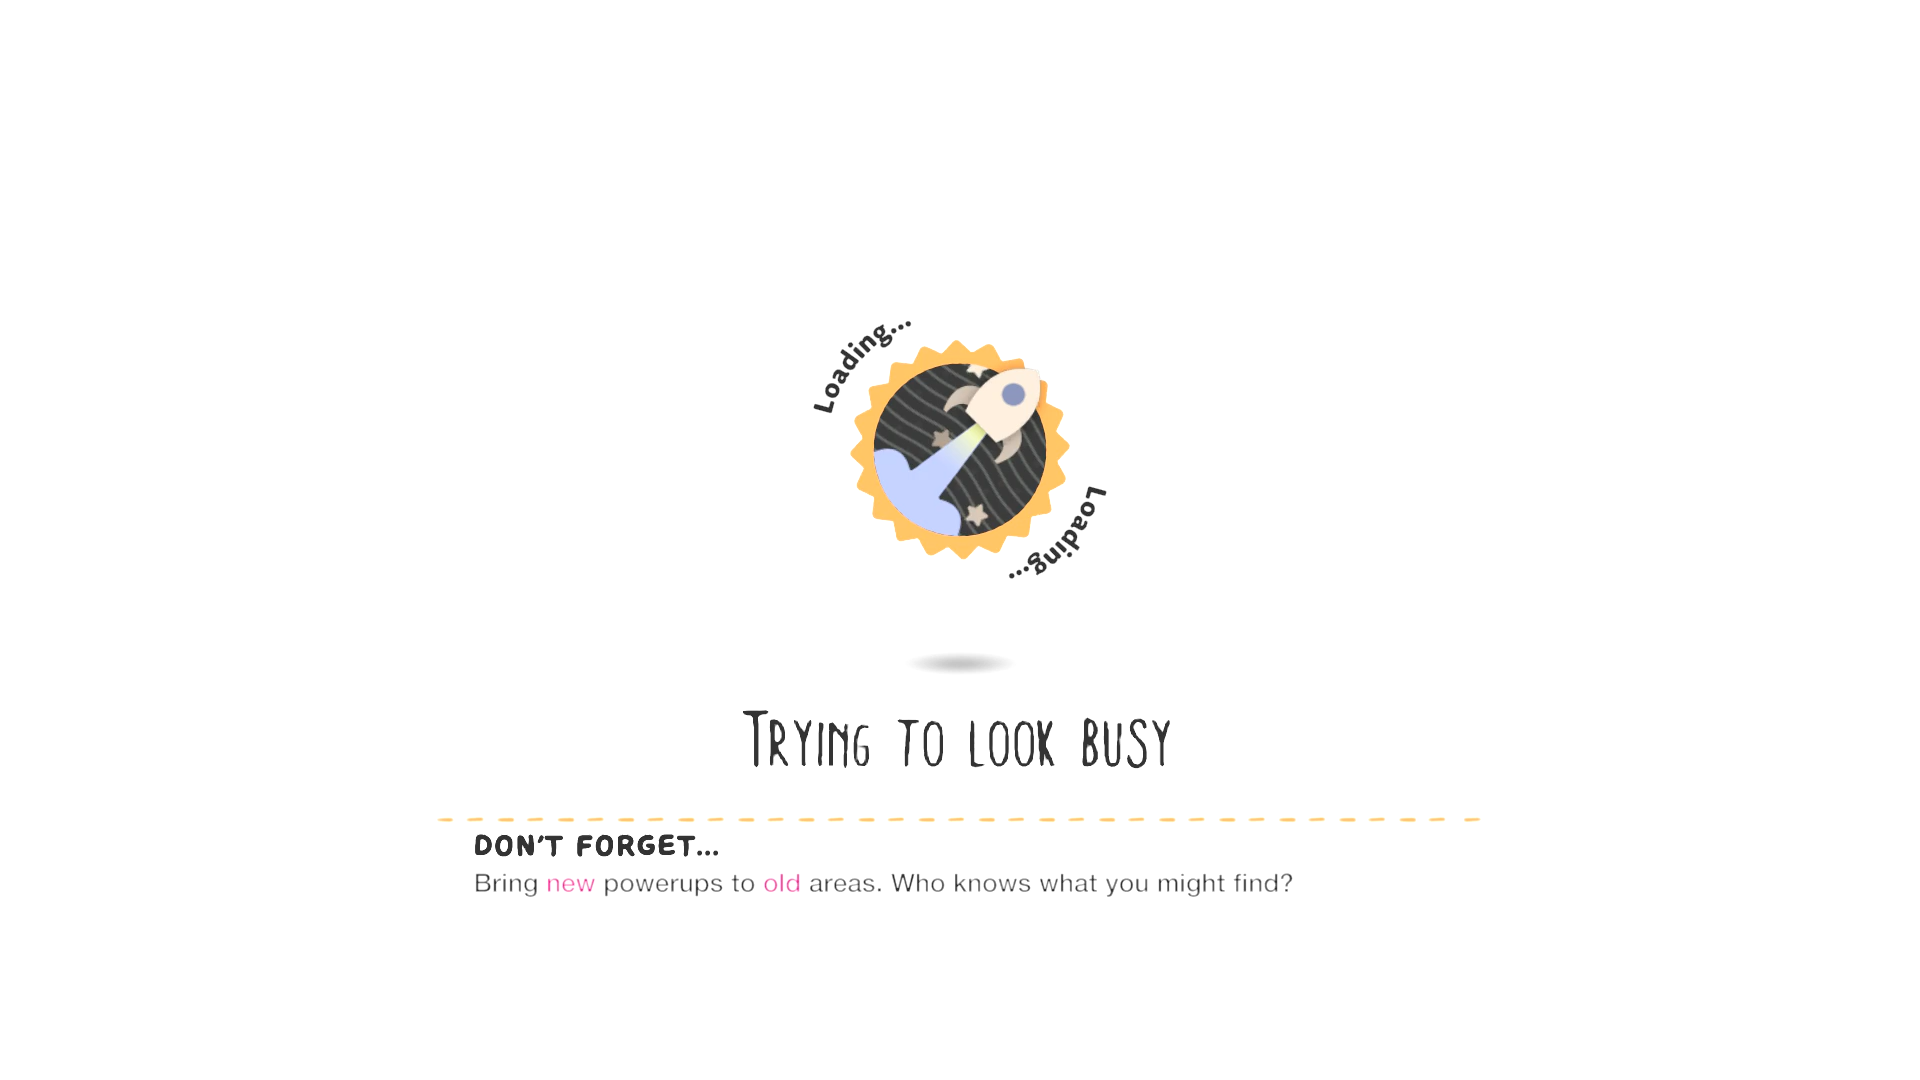 Loading...
Loading...
Trying to look busy
DON'T FORGET...
Bring new powerups to old areas. Who knows what you might find?